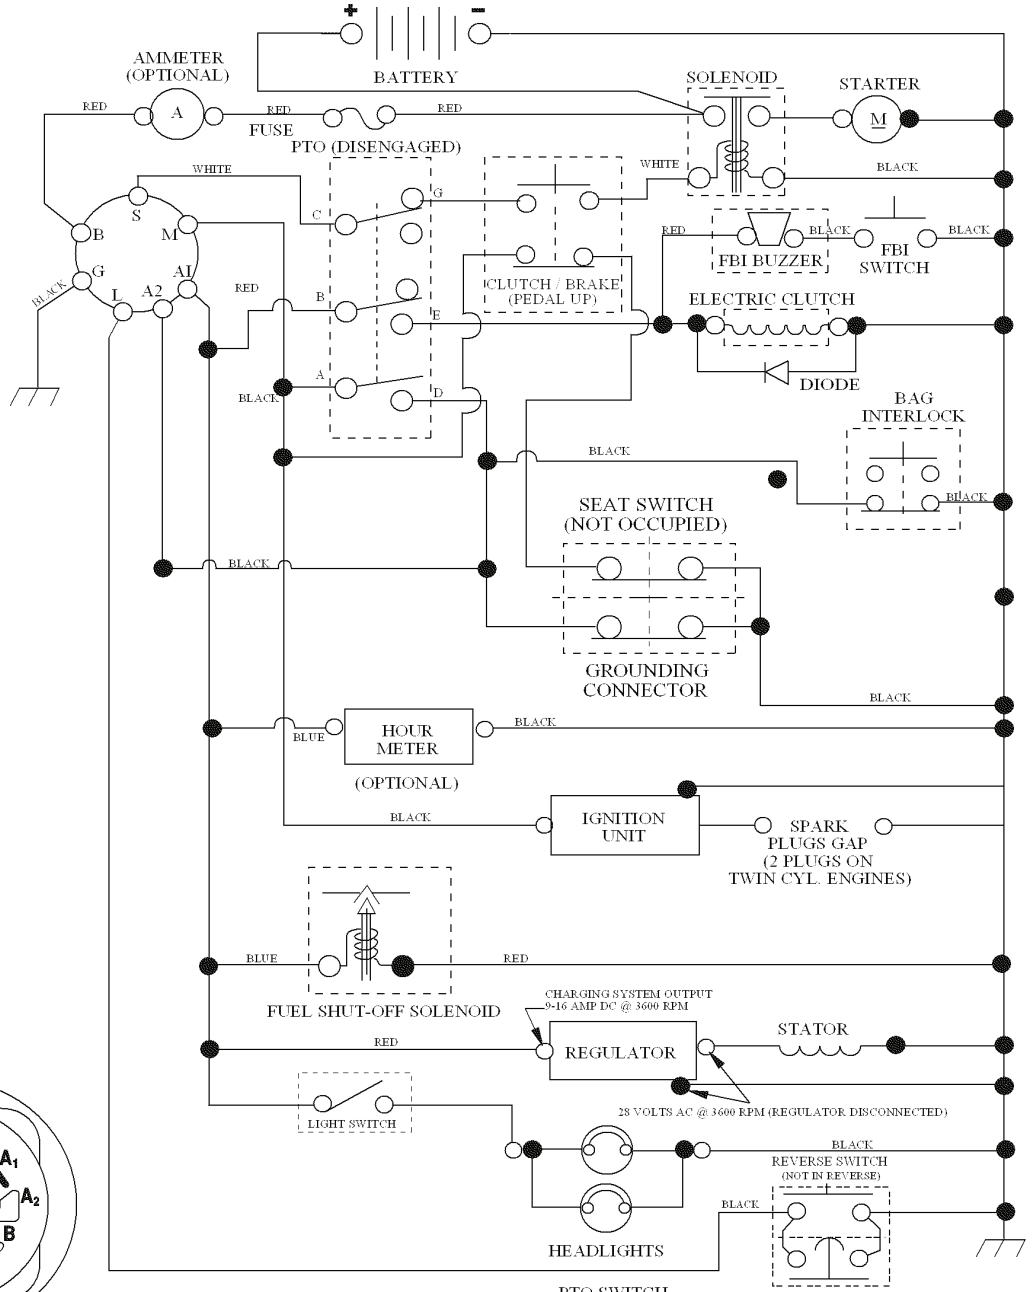 + −
BATTERY
AMMETER
(OPTIONAL)
RED
A
RED
FUSE
RED
PTO (DISENGAGED)
SOLENOID
STARTER
M
WHITE
S
M
B
G
A1
A2
L
BLACK
C
G
WHITE
BLACK
RED
BLACK
BLACK
FBI BUZZER
FBI
SWITCH
CLUTCH / BRAKE
(PEDAL UP)
RED
B
E
ELECTRIC CLUTCH
DIODE
A
BLACK
D
BAG
INTERLOCK
BLACK
BLACK
SEAT SWITCH
(NOT OCCUPIED)
BLACK
GROUNDING
CONNECTOR
BLACK
BLUE
HOUR
METER
BLACK
(OPTIONAL)
BLACK
IGNITION
UNIT
SPARK
PLUGS GAP
(2 PLUGS ON
TWIN CYL. ENGINES)
BLUE
RED
FUEL SHUT-OFF SOLENOID
CHARGING SYSTEM OUTPUT
9-16 AMP DC @ 3600 RPM
RED
REGULATOR
STATOR
28 VOLTS AC @ 3600 RPM (REGULATOR DISCONNECTED)
LIGHT SWITCH
BLACK
REVERSE SWITCH
(NOT IN REVERSE)
BLACK
HEADLIGHTS
A1
A2
B
PTO SWITCH